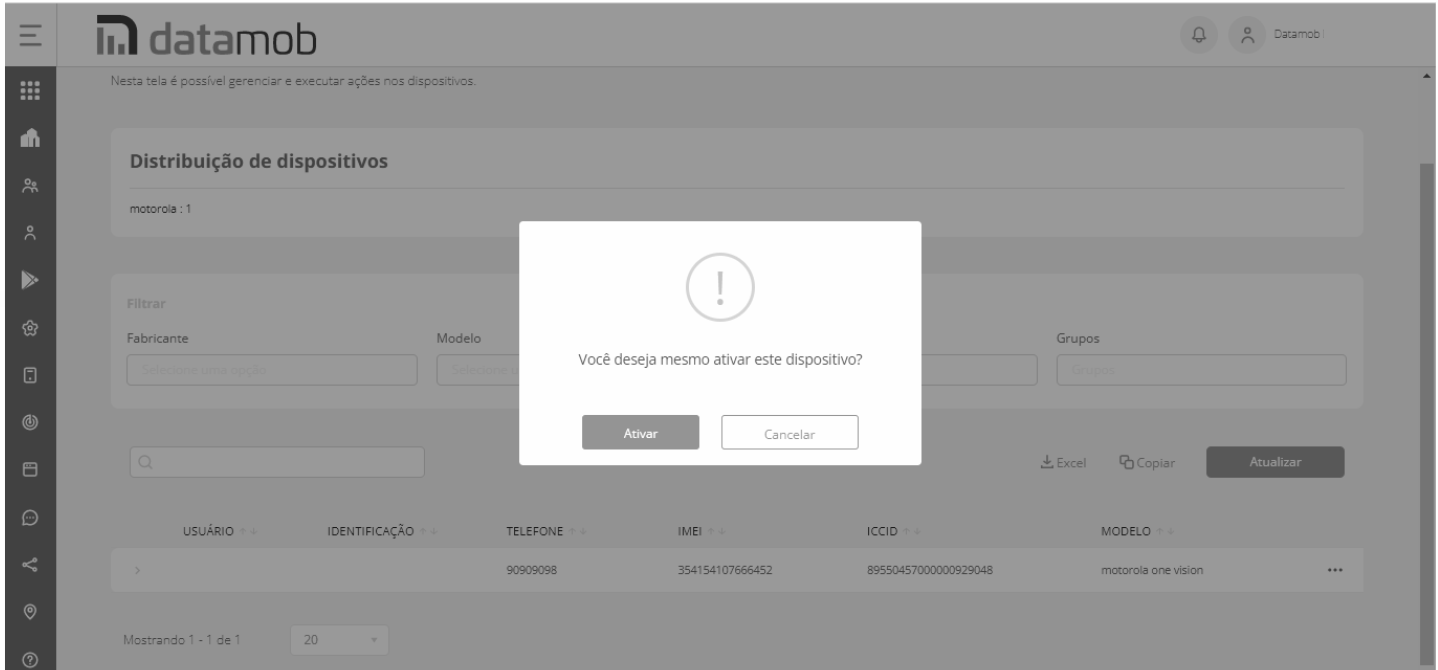 datamob
Datamob
Nesta tela é possível gerenciar e executar ações nos dispositivos.
Distribuição de dispositivos
motorola : 1
Filtrar
Fabricante
Modelo
Grupos
Selecione uma opção
Selecione
Grupos
!
Você deseja mesmo ativar este dispositivo?
Ativar
Cancelar
Excel
Copiar
Atualizar
USUÁRIO IDENTIFICAÇÃO TELEFONE IMEI ICCID MODELO
90909098 354154107666452 89550457000000929048 motorola one vision
Mostrando 1 - 1 de 1
20